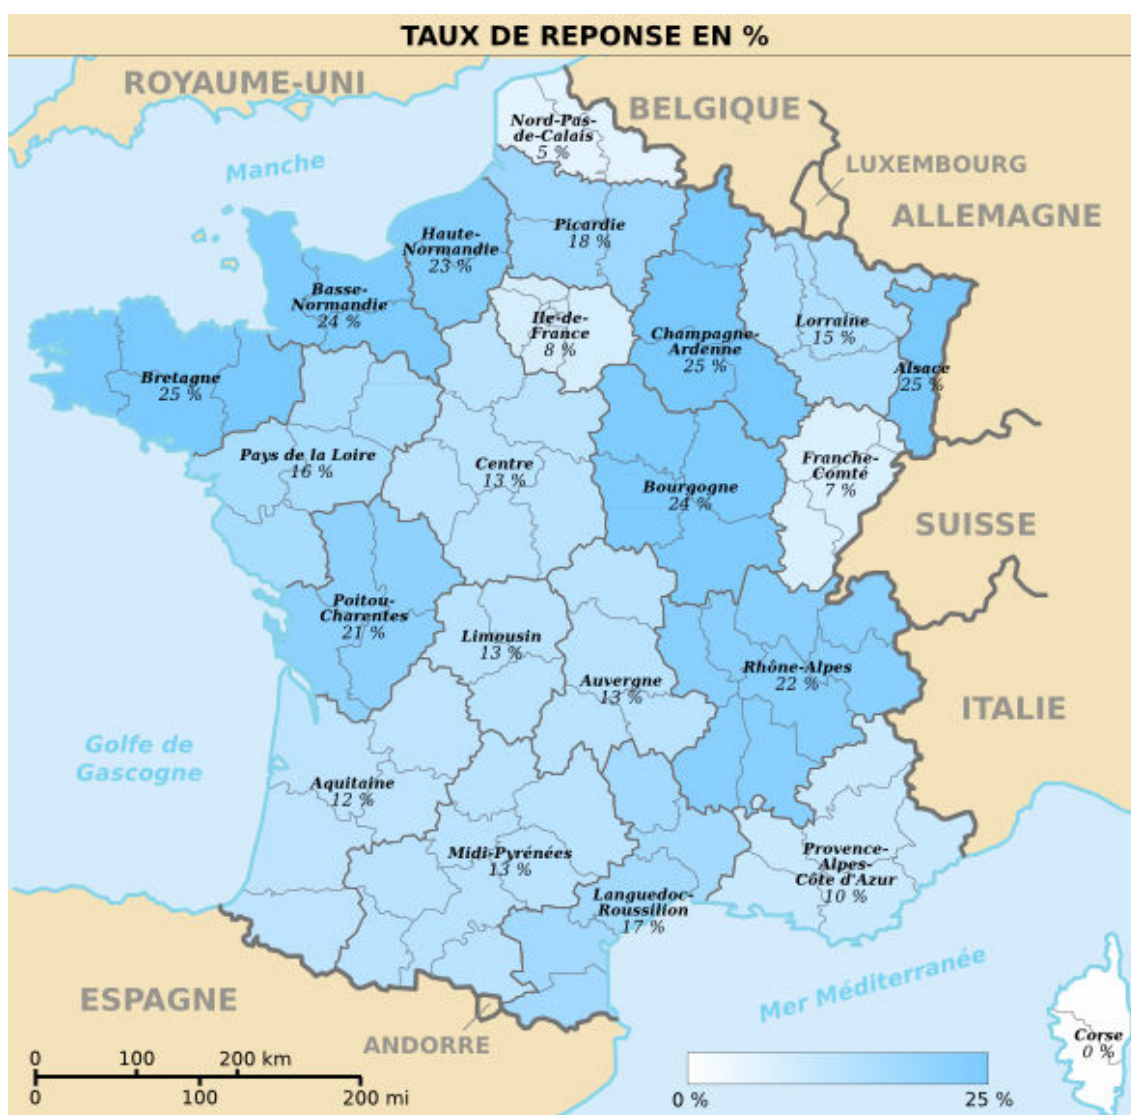 TAUX DE REPONSE EN %
ROYAUME-UNI
BELGIQUE
Nord-Pas-
de-Calais
5 %
Manche
LUXEMBOURG
ALLEMAGNE
Picardie
18 %
Haute-
Normandie
23 %
Basse-
Normandie
24 %
Ile-de-
France
8 %
Champagne-
Ardenne
25 %
Lorraine
15 %
Alsace
25 %
Bretagne
25 %
Pays de la Loire
16 %
Centre
13 %
Bourgogne
24 %
Franche-
Comté
7 %
SUISSE
Poitou-
Charentes
21 %
Limousin
13 %
Auvergne
13 %
Rhône-Alpes
22 %
ITALIE
Golfe de
Gascogne
Aquitaine
12 %
Midi-Pyrénées
13 %
Provence-
Alpes-
Côte d'Azur
10 %
Languedoc-
Roussilion
17 %
Mer Méditerranée
ESPAGNE
ANDORRE
Corse
0 %
0 100 200 km
0 100 200 mi
0 % 25 %